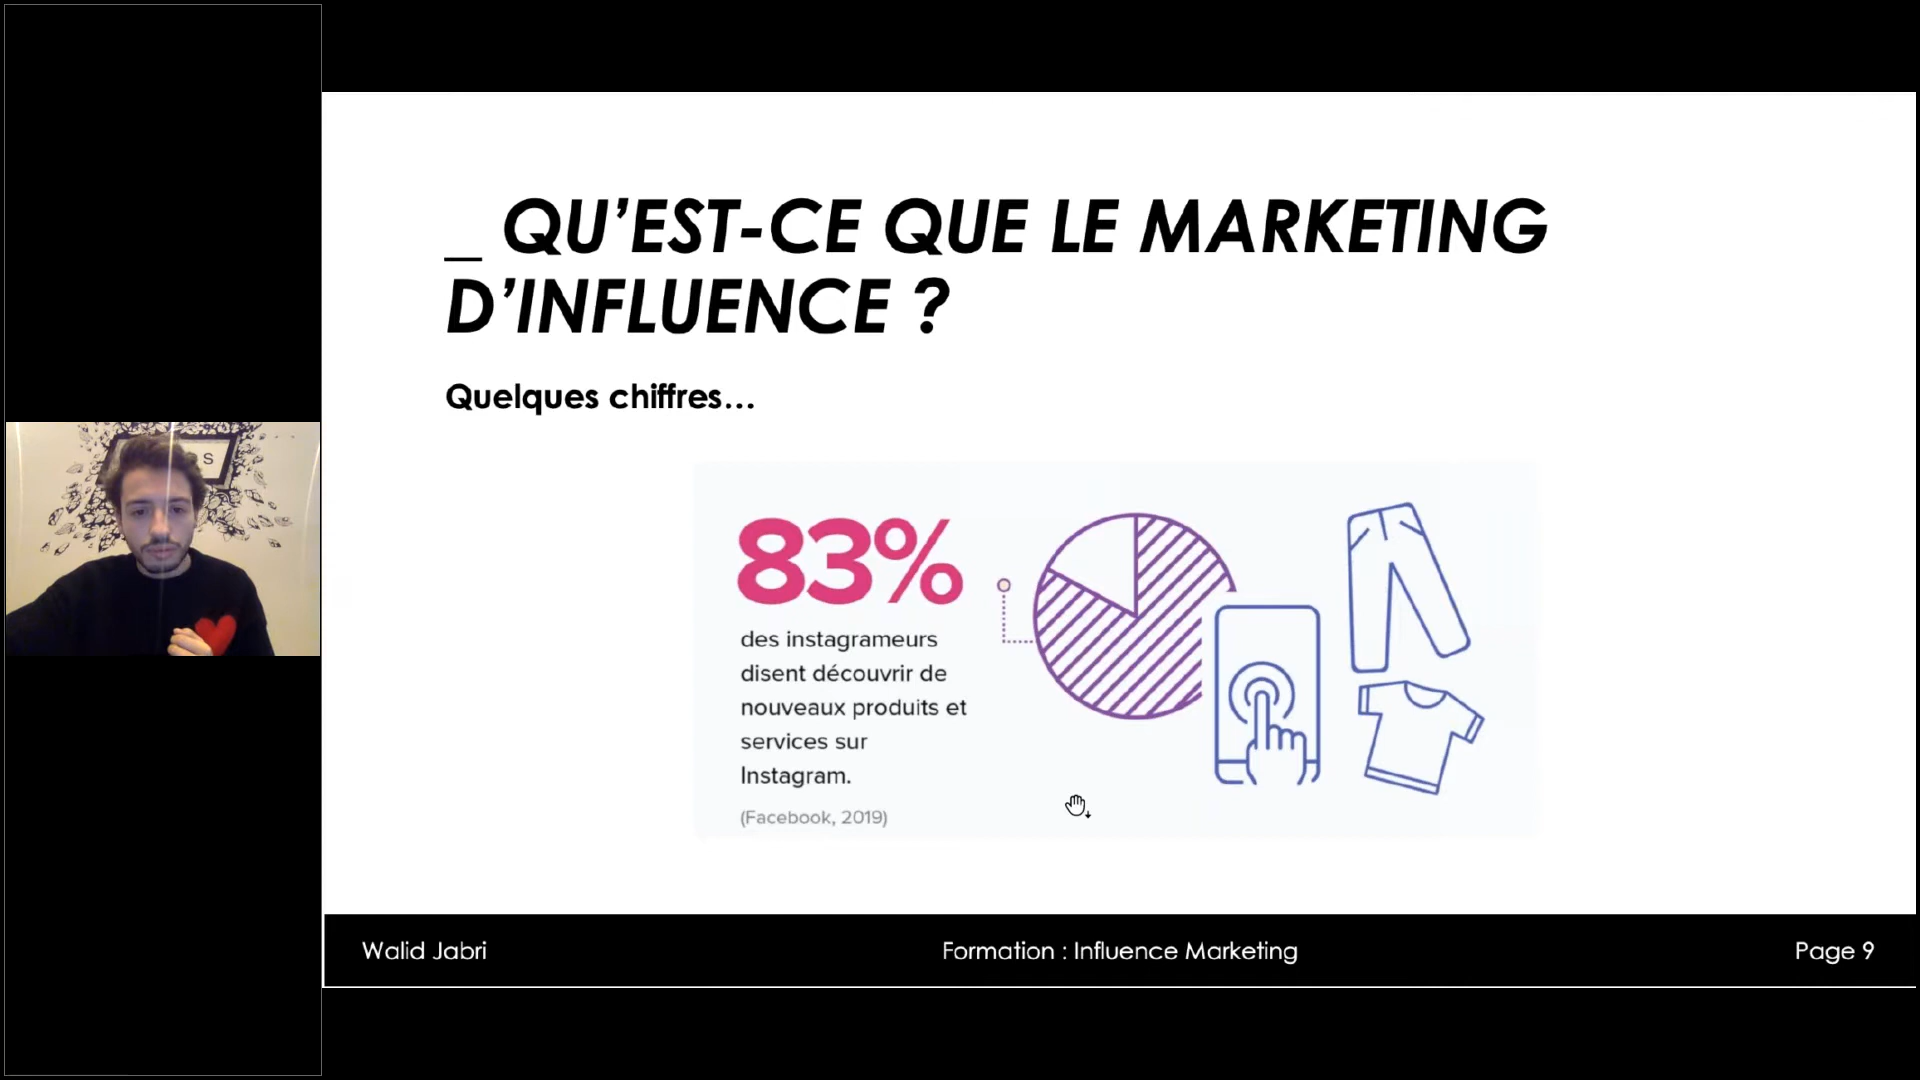 _ QU’EST-CE QUE LE MARKETING
D’INFLUENCE ?
Quelques chiffres…
83%
des instagrameurs
disent découvrir de
nouveaux produits et
services sur
Instagram.
(Facebook, 2019)
Walid Jabri
Formation : Influence Marketing
Page 9